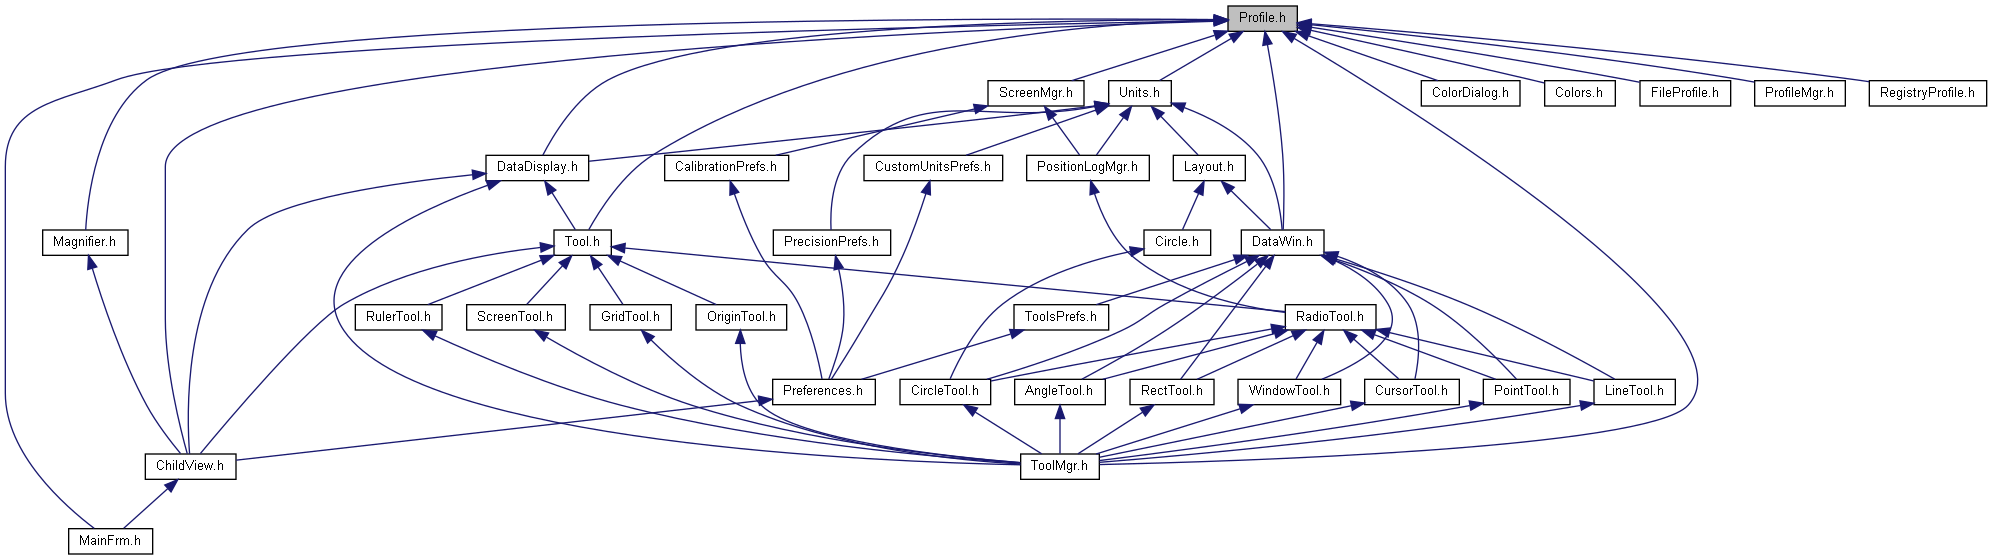 Profile.h
ScreenMgr.h
Units.h
ColorDialog.h
Colors.h
FileProfile.h
ProfileMgr.h
RegistryProfile.h
DataDisplay.h
CalibrationPrefs.h
CustomUnitsPrefs.h
PositionLogMgr.h
Layout.h
Magnifier.h
Tool.h
PrecisionPrefs.h
Circle.h
DataWin.h
RulerTool.h
ScreenTool.h
GridTool.h
OriginTool.h
ToolsPrefs.h
RadioTool.h
Preferences.h
CircleTool.h
AngleTool.h
RectTool.h
WindowTool.h
CursorTool.h
PointTool.h
LineTool.h
ChildView.h
ToolMgr.h
MainFrm.h